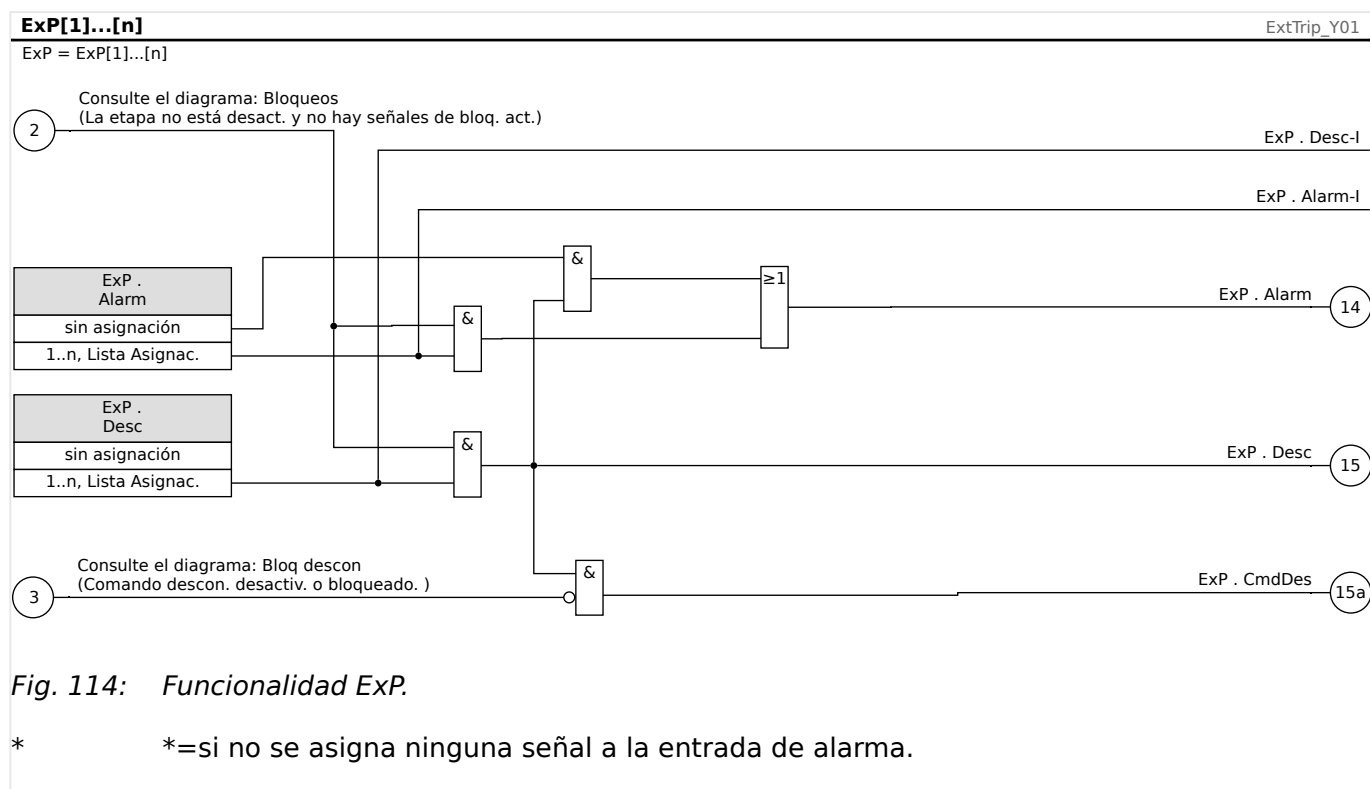 ExP[1]...[n]
ExtTrip_Y01
ExP = ExP[1]...[n]
Consulte el diagrama: Bloqueos
(La etapa no está desact. y no hay señales de bloq. act.)
2
ExP . Desc-I
ExP . Alarm-I
&
ExP .
Alarm
≥1
ExP . Alarm
14
sin asignación
&
1..n, Lista Asignac.
ExP .
Desc
sin asignación
&
ExP . Desc
15
1..n, Lista Asignac.
Consulte el diagrama: Bloq descon
(Comando descon. desactiv. o bloqueado. )
3
&
ExP . CmdDes
15a
Fig. 114: Funcionalidad ExP.
* *=si no se asigna ninguna señal a la entrada de alarma.